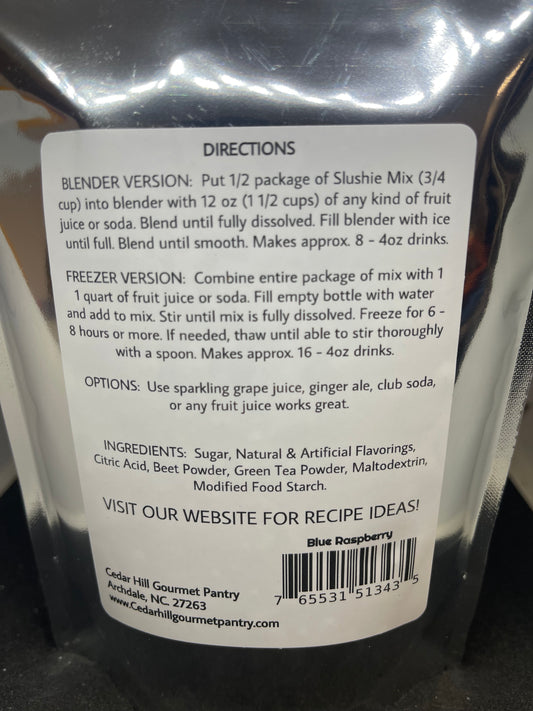 DIRECTIONS
BLENDER VERSION: Put 1/2 package of Slushie Mix (3/4
cup) into blender with 12 oz (1 1/2 cups) of any kind of fruit
juice or soda. Blend until fully dissolved. Fill blender with ice
until full. Blend until smooth. Makes approx. 8 - 4oz drinks.
FREEZER VERSION: Combine entire package of mix with 1
1 quart of fruit juice or soda. Fill empty bottle with water
and add to mix. Stir until mix is fully dissolved. Freeze for 6 -
8 hours or more. If needed, thaw until able to stir thoroughly
with a spoon. Makes approx. 16 - 4oz drinks.
OPTIONS: Use sparkling grape juice, ginger ale, club soda,
or any fruit juice works great.
INGREDIENTS: Sugar, Natural & Artificial Flavorings,
Citric Acid, Beet Powder, Green Tea Powder, Maltodextrin,
Modified Food Starch.
VISIT OUR WEBSITE FOR RECIPE IDEAS!
Blue Raspberry
Cedar Hill Gourmet Pantry
Archdale, NC. 27263
www.Cedarhillgourmetpantry.com
7 65531 51343 5